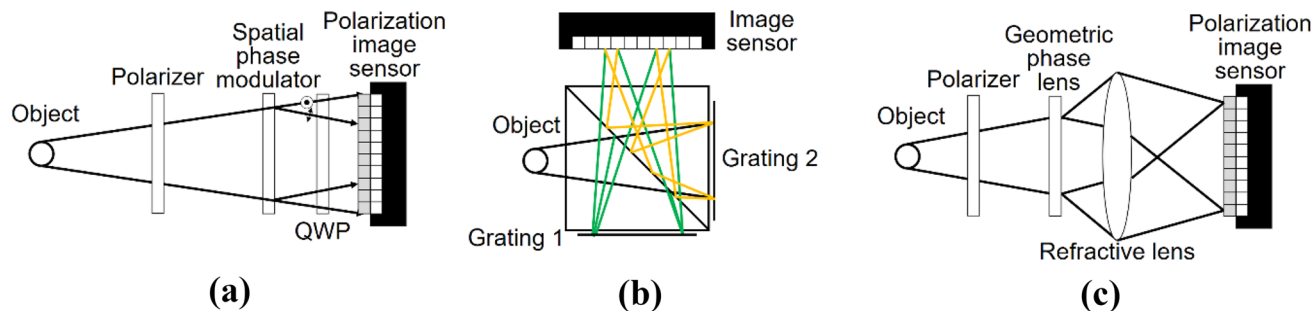 Object
Polarizer
Spatial
phase
modulator
Polarization
image
sensor
QWP
(a)
Image
sensor
Object
Grating 2
Grating 1
(b)
Object
Polarizer
Geometric
phase
lens
Polarization
image
sensor
Refractive lens
(c)